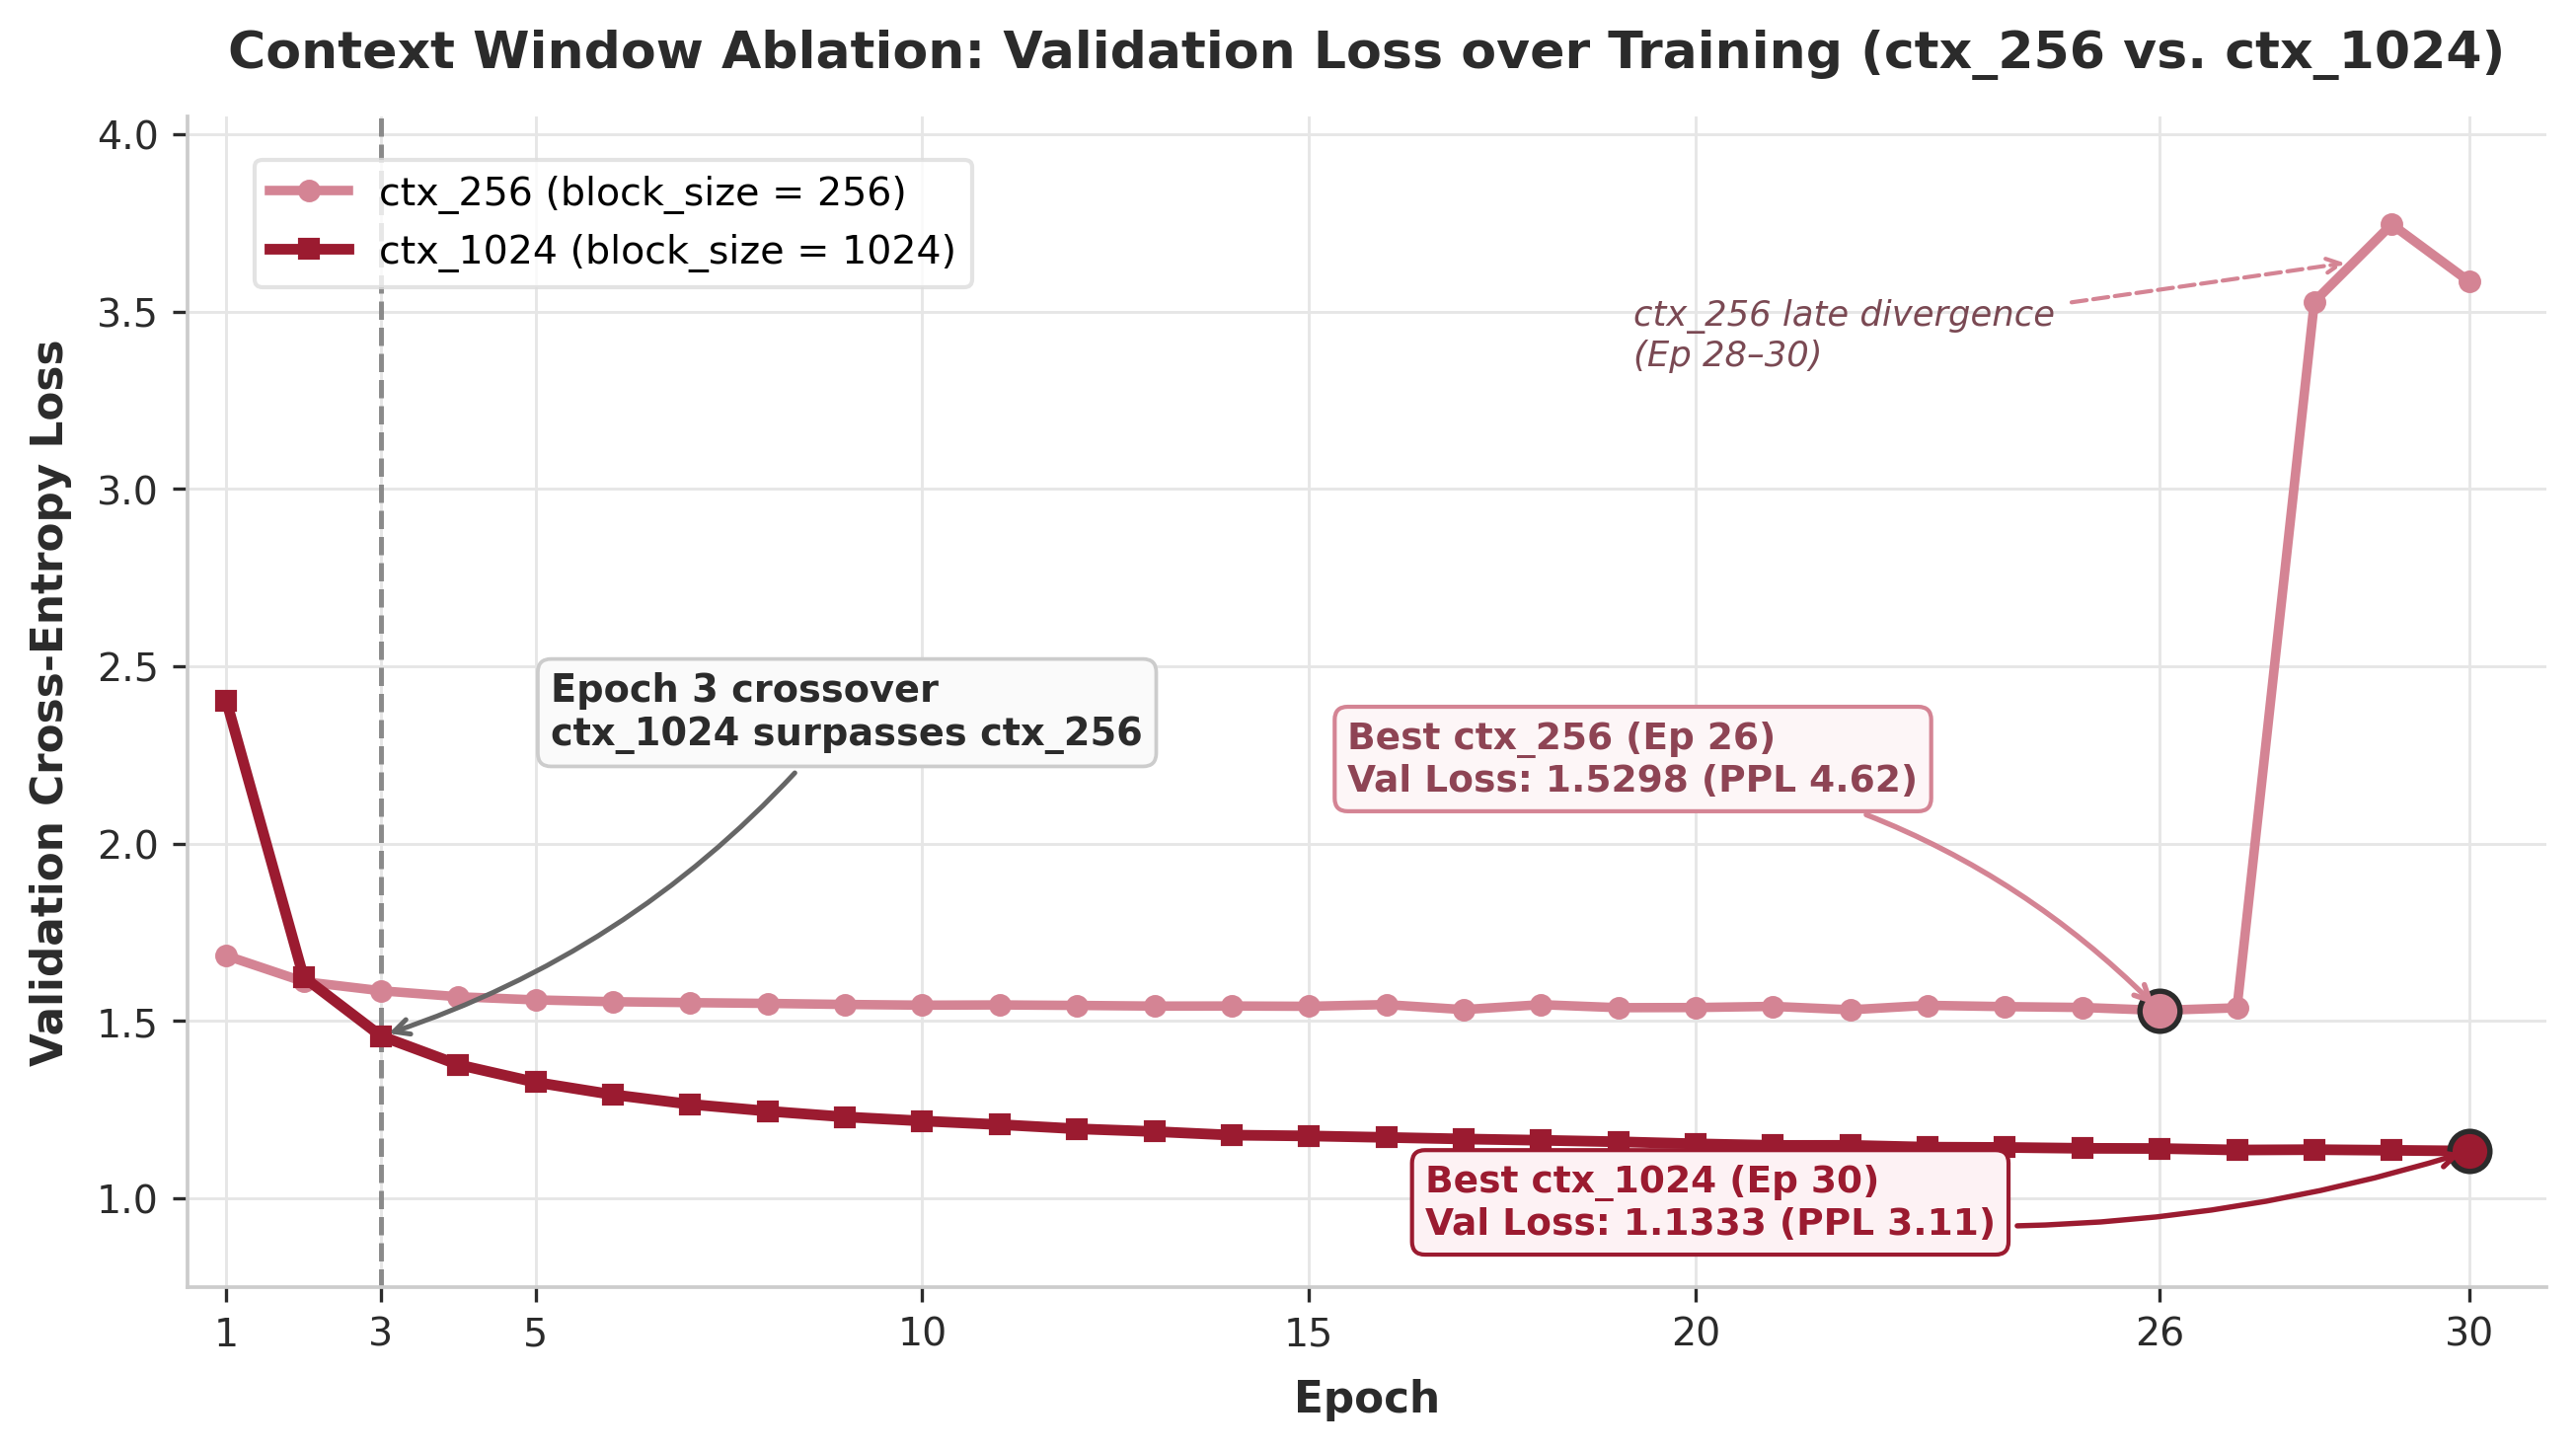 Context Window Ablation: Validation Loss over Training (ctx_256 vs. ctx_1024)
Validation Cross-Entropy Loss
4.0
3.5
3.0
2.5
2.0
1.5
1.0
ctx_256 (block_size = 256)
ctx_1024 (block_size = 1024)
ctx_256 late divergence
(Ep 28–30)
Epoch 3 crossover
ctx_1024 surpasses ctx_256
Best ctx_256 (Ep 26)
Val Loss: 1.5298 (PPL 4.62)
Best ctx_1024 (Ep 30)
Val Loss: 1.1333 (PPL 3.11)
1 3 5 10 15 20 26 30
Epoch